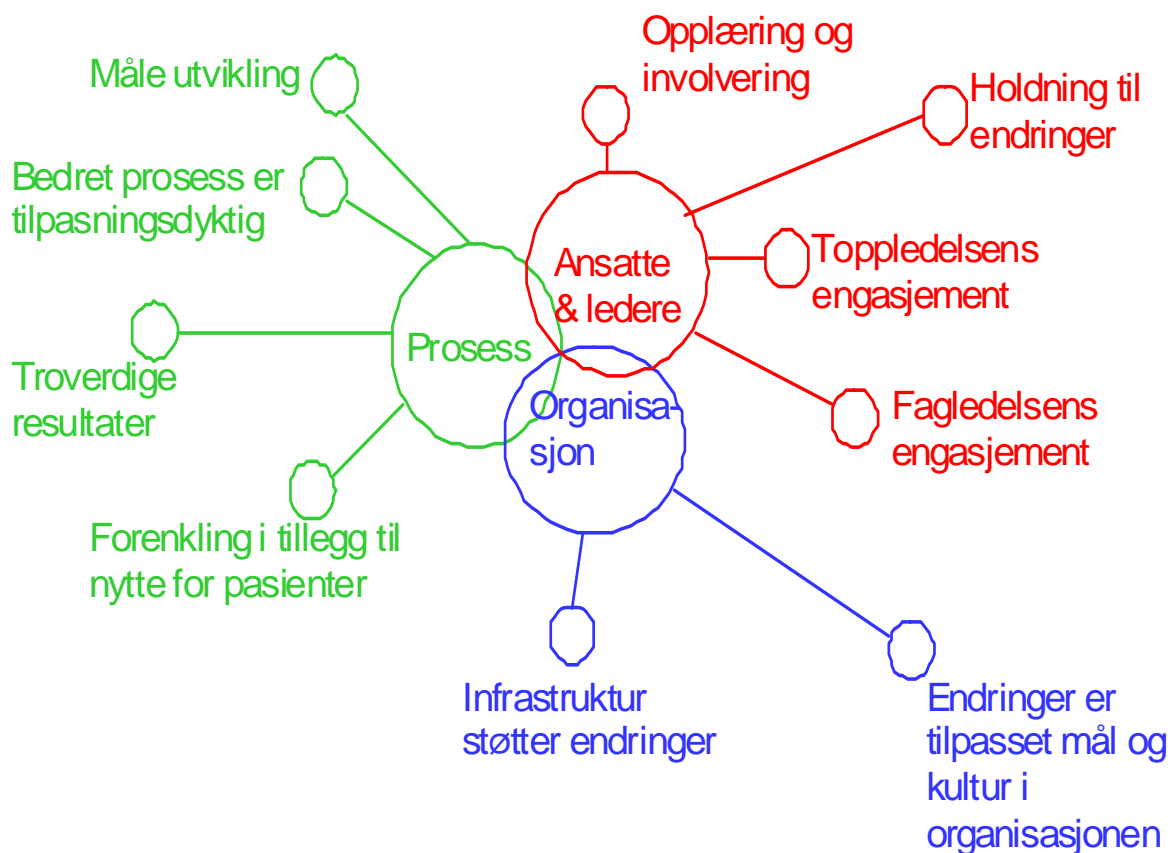 Måle utvikling
Bedret prosess er
tilpasningsdyktig
Troverdige
resultater
Forenkling i tillegg til
nytte for pasienter
Prosess
Opplæring og
involvering
Holdning til
endringer
Ansatte
& ledere
Toppledelsens
engasjement
Fagledelsens
engasjement
Organisa-
sjon
Infrastruktur
støtter endringer
Endringer er
tilpasset mål og
kultur i
organisasjonen